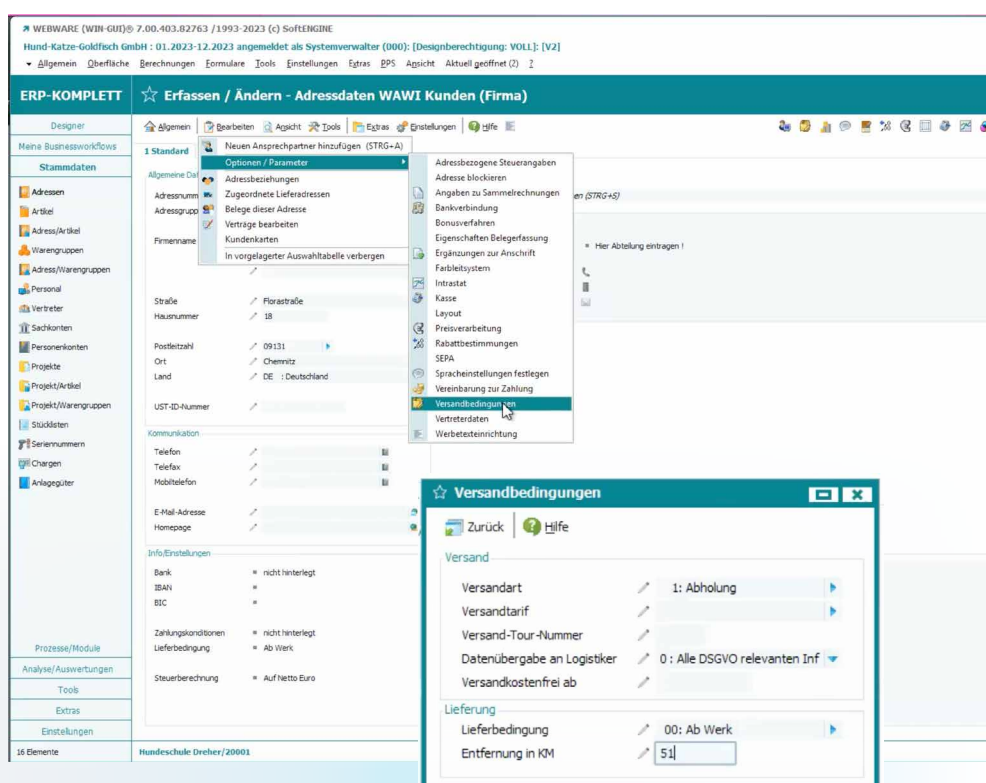 WEBWARE (WIN-GUI)® 7.00.403.82763 /1993-2023 (c) SoftENGINE
Hund-Katze-Goldfisch GmbH : 01.2023-12.2023 angemeldet als Systemverwalter (000): [Designberechtigung: VOLL]: [V2]
Allgemein Oberfläche Berechnungen Formulare Tools Einstellungen Extras PPS Ansicht Aktuell geöffnet (2) ?
ERP-KOMPLETT
Erfassen / Ändern - Adressdaten WAWI Kunden (Firma)
Designer
Meine Businessworkflows
Stammdaten
Adressen
Artikel
Adress/Artikel
Warengruppen
Adress/Warengruppen
Personal
Vertreter
Sachkonten
Personenkonten
Projekte
Projekt/Artikel
Projekt/Warengruppen
Stücklisten
Seriennummern
Chargen
Anlagegüter
Prozesse/Module
Analyse/Auswertungen
Tools
Extras
Einstellungen
16 Elemente
Allgemein Bearbeiten Ansicht Tools Extras Einstellungen Hilfe
1 Standard
Neuen Ansprechpartner hinzufügen (STRG+A)
Optionen / Parameter
Adressbeziehungen
Zugeordnete Lieferadressen
Belege dieser Adresse
Verträge bearbeiten
Kundenkarten
In vorgelagerter Auswahltabelle verbergen
Adressbezogene Steuerangaben
Adresse blockieren
Angaben zu Sammelrechnungen
Bankverbindung
Bonusverfahren
Eigenschaften Belegerfassung
Ergänzungen zur Anschrift
Farbleitsystem
Intrastat
Kasse
Layout
Preisverarbeitung
Rabattbestimmungen
SEPA
Spracheinstellungen festlegen
Vereinbarung zur Zahlung
Versandbedingungen
Vertreterdaten
Werbetexteinrichtung
en (STRG+S)
Hier Abteilung eintragen !
Allgemeine Dat
Adressnumm
Adressgrupp
Firmenname
Straße Florastraße
Hausnummer 18
Postleitzahl 09131
Ort Chemnitz
Land DE : Deutschland
UST-ID-Nummer
Kommunikation
Telefon
Telefax
Mobiltelefon
E-Mail-Adresse
Homepage
Info/Einstellungen
Bank nicht hinterlegt
IBAN
BIC
Zahlungskonditionen nicht hinterlegt
Lieferbedingung Ab Werk
Steuerberechnung Auf Netto Euro
Hundeschule Dreher/20001
Versandbedingungen
Zurück Hilfe
Versand
Versandart 1: Abholung
Versandtarif
Versand-Tour-Nummer
Datenübergabe an Logistiker 0 : Alle DSGVO relevanten Inf
Versandkostenfrei ab
Lieferung
Lieferbedingung 00: Ab Werk
Entfernung in KM 51